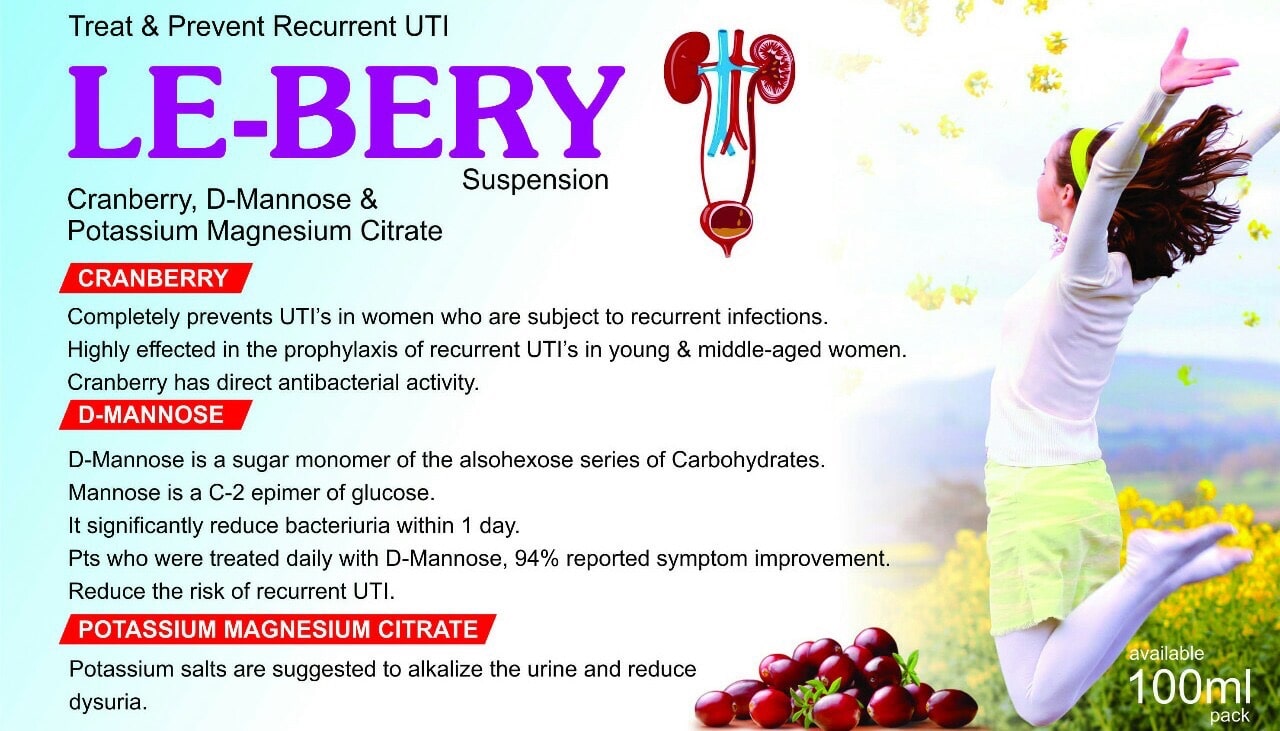 Treat & Prevent Recurrent UTI
LE-BERY
Suspension
Cranberry, D-Mannose &
Potassium Magnesium Citrate
CRANBERRY
Completely prevents UTI’s in women who are subject to recurrent infections.
Highly effected in the prophylaxis of recurrent UTI’s in young & middle-aged women.
Cranberry has direct antibacterial activity.
D-MANNOSE
D-Mannose is a sugar monomer of the alsohexose series of Carbohydrates.
Mannose is a C-2 epimer of glucose.
It significantly reduce bacteriuria within 1 day.
Pts who were treated daily with D-Mannose, 94% reported symptom improvement.
Reduce the risk of recurrent UTI.
POTASSIUM MAGNESIUM CITRATE
Potassium salts are suggested to alkalize the urine and reduce
dysuria.
available
100ml
pack